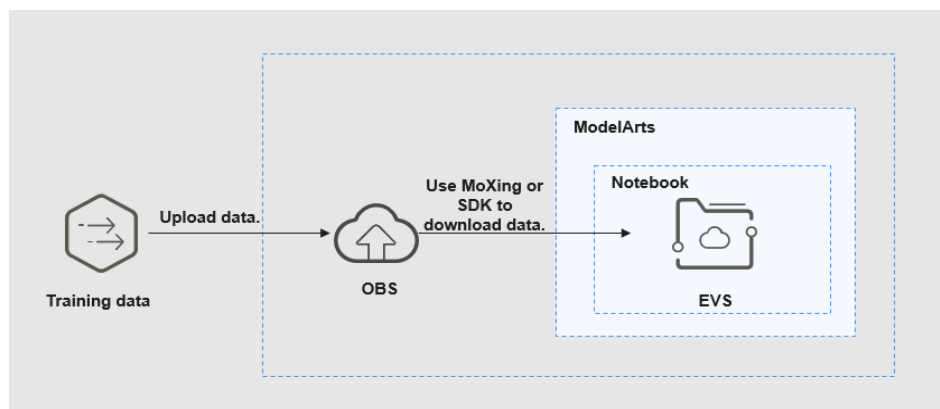 ModelArts
Use MoXing or
SDK to
download data.
Notebook
Upload data.
OBS
Training data
EVS